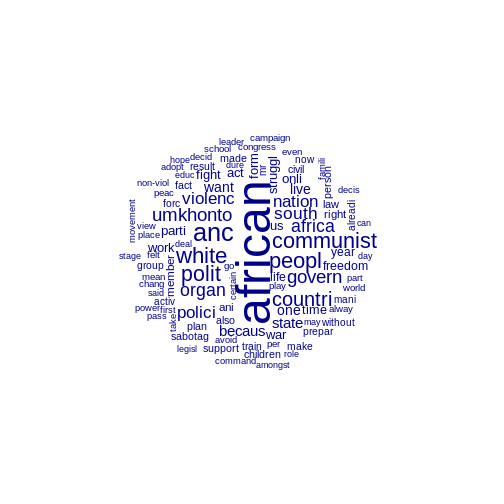 leader campaign
school congress even
hope decid made form mr now famili
adopt result act struggl civil person
educ fact fight dure onli
peac want live decis
non-viol violenc nation law
forc umkhonto us south right alreadi
movement view anc africa can
place parti african year
stage felt work deal white communist day
group polit go peopl freedom
chang member certain life govern part
mean organ play world
said activ ani countri mani
power first polici one time alway
pass take also state may without
plan becaus war prepar
sabotag avoid train per make
legisl support children role
command amongst